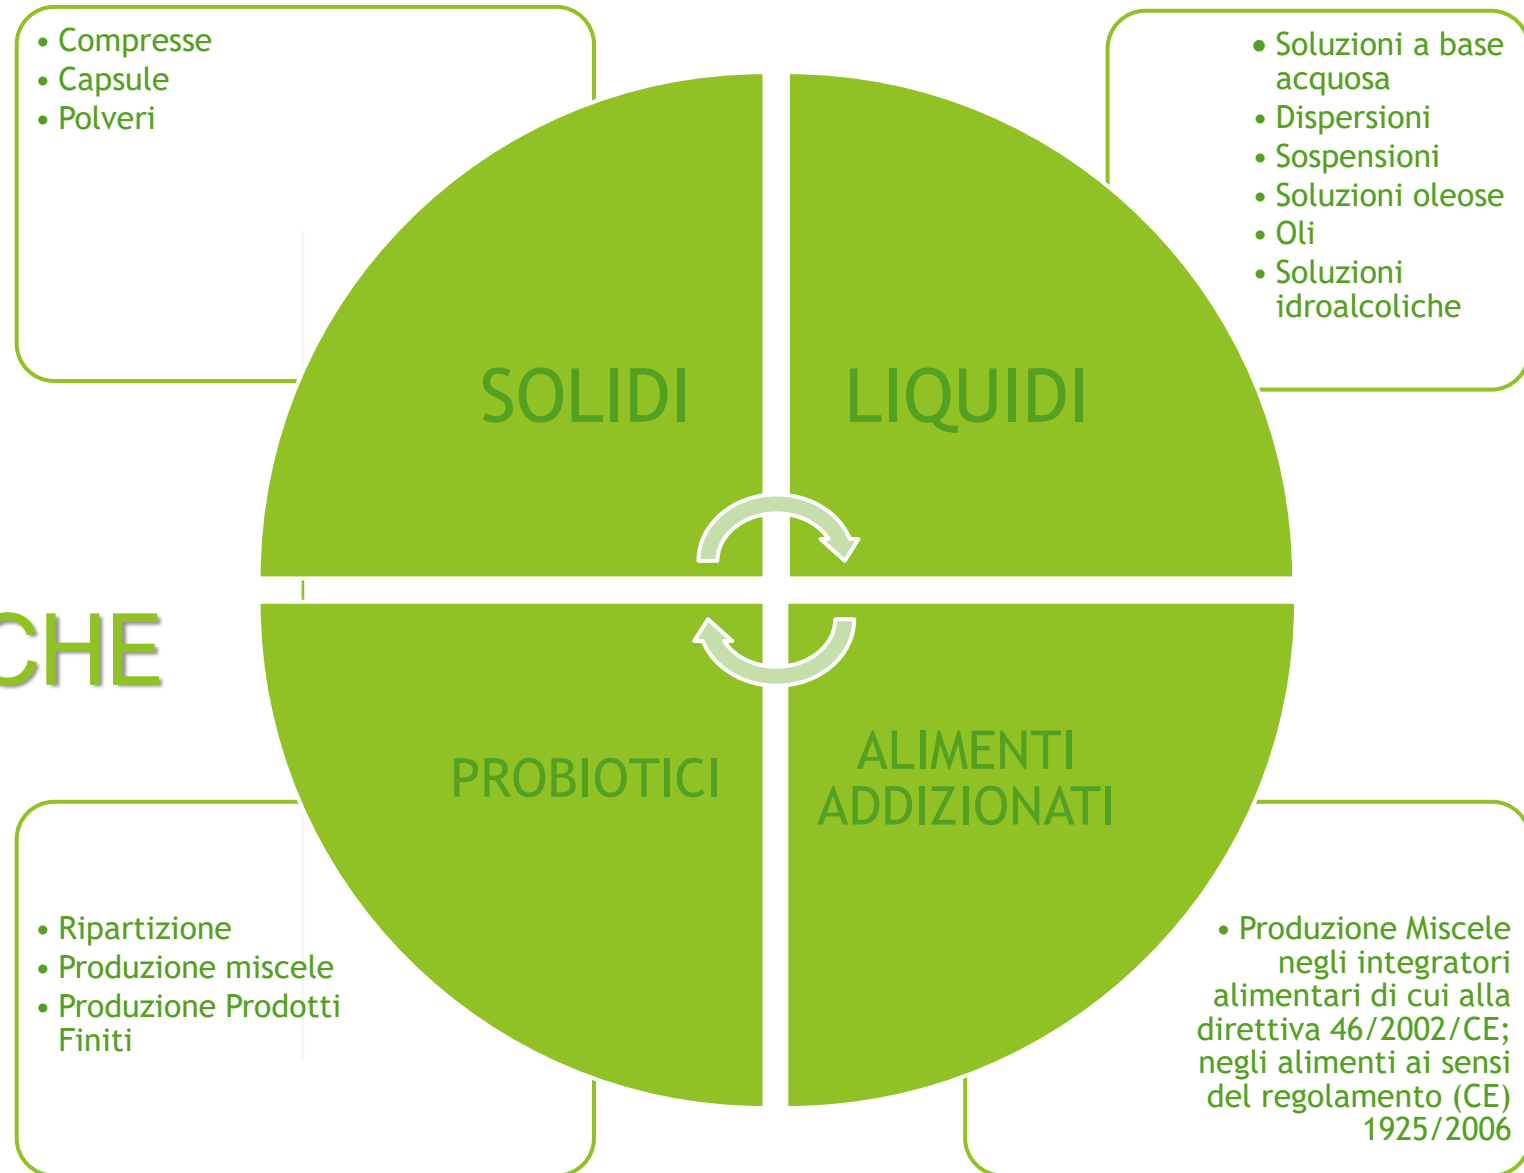 • Compresse
• Capsule
• Polveri
• Soluzioni a base
acquosa
• Dispersioni
• Sospensioni
• Soluzioni oleose
• Oli
• Soluzioni
idroalcoliche
SOLIDI
LIQUIDI
CHE
PROBIOTICI
ALIMENTI
ADDIZIONATI
• Ripartizione
• Produzione miscele
• Produzione Prodotti
Finiti
• Produzione Miscele
negli integratori
alimentari di cui alla
direttiva 46/2002/CE;
negli alimenti ai sensi
del regolamento (CE)
1925/2006